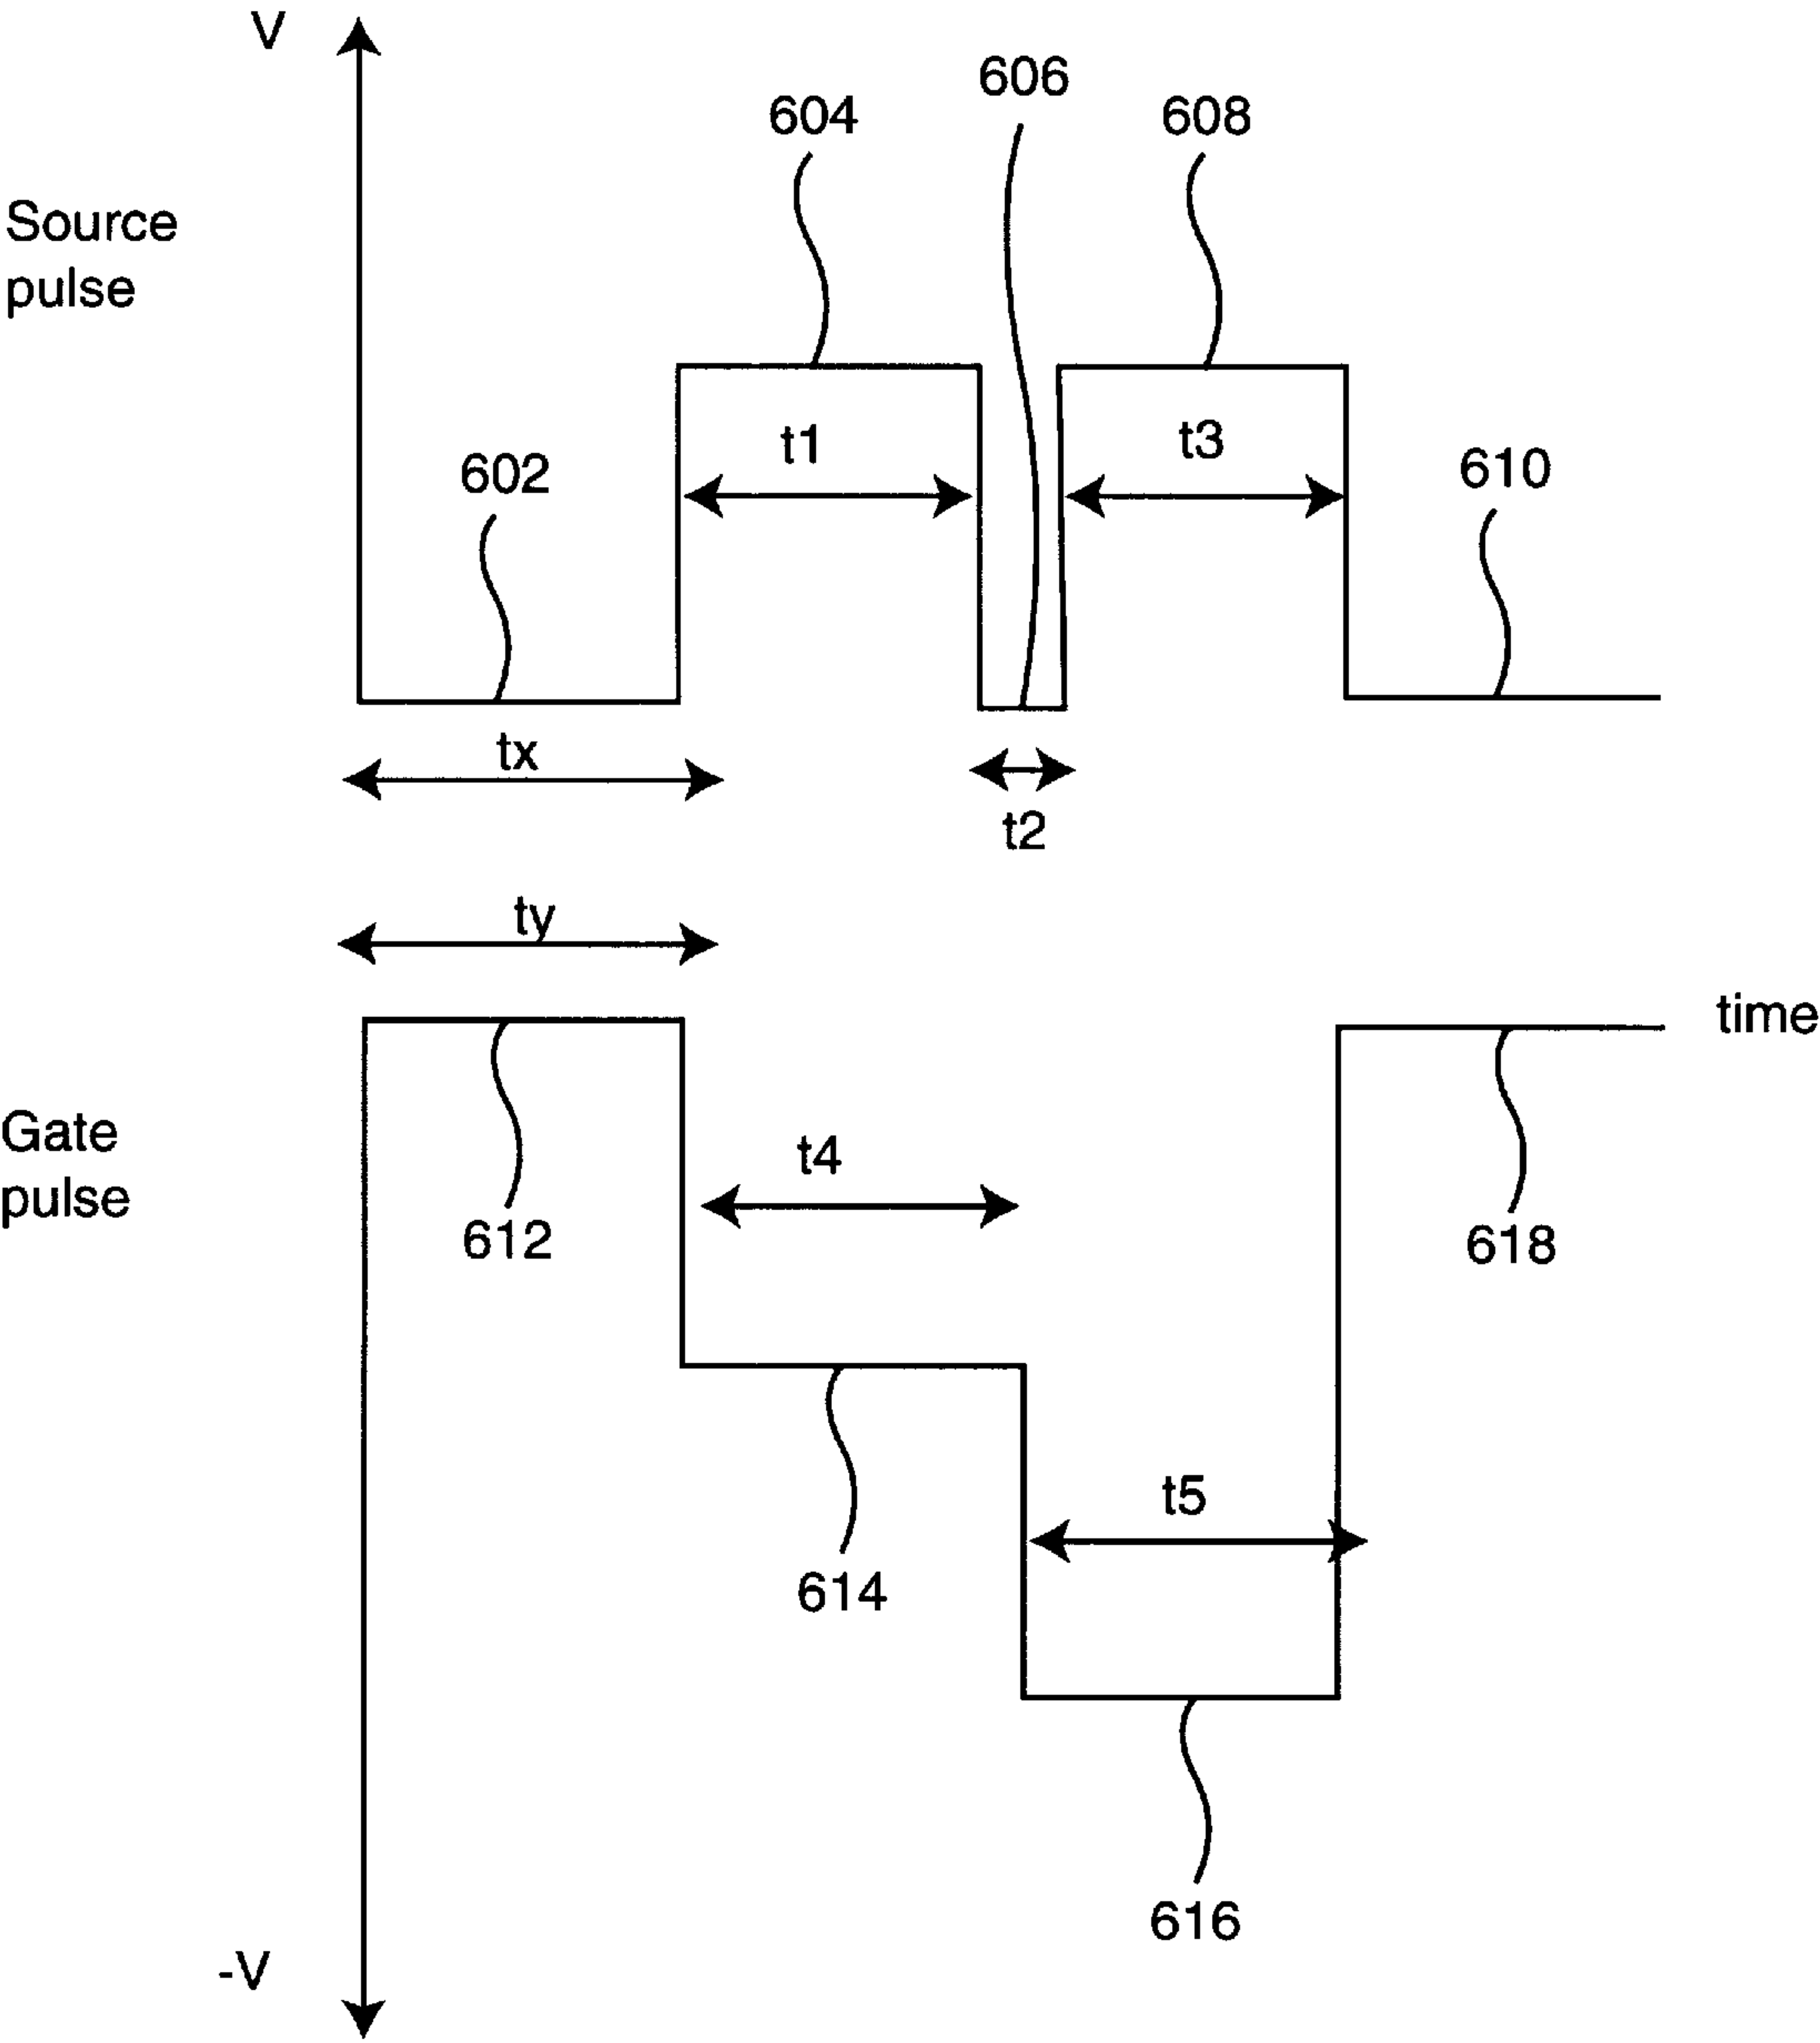 V
606
604
608
Source
pulse
t1
t3
602
610
tx
t2
ty
time
Gate
pulse
t4
612
618
t5
614
616
-V